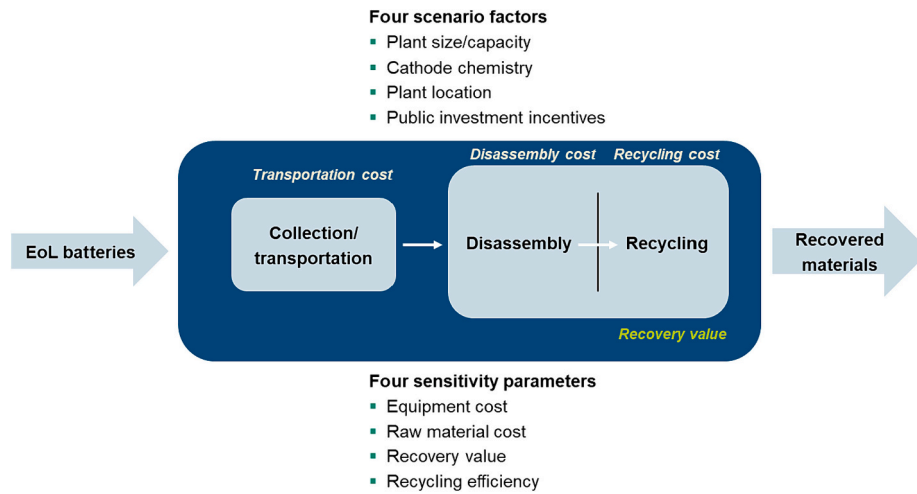 Four scenario factors
▪ Plant size/capacity
▪ Cathode chemistry
▪ Plant location
▪ Public investment incentives
Disassembly cost Recycling cost
Transportation cost
EoL batteries
Collection/
transportation
Disassembly
Recycling
Recovered
materials
Recovery value
Four sensitivity parameters
▪ Equipment cost
▪ Raw material cost
▪ Recovery value
▪ Recycling efficiency